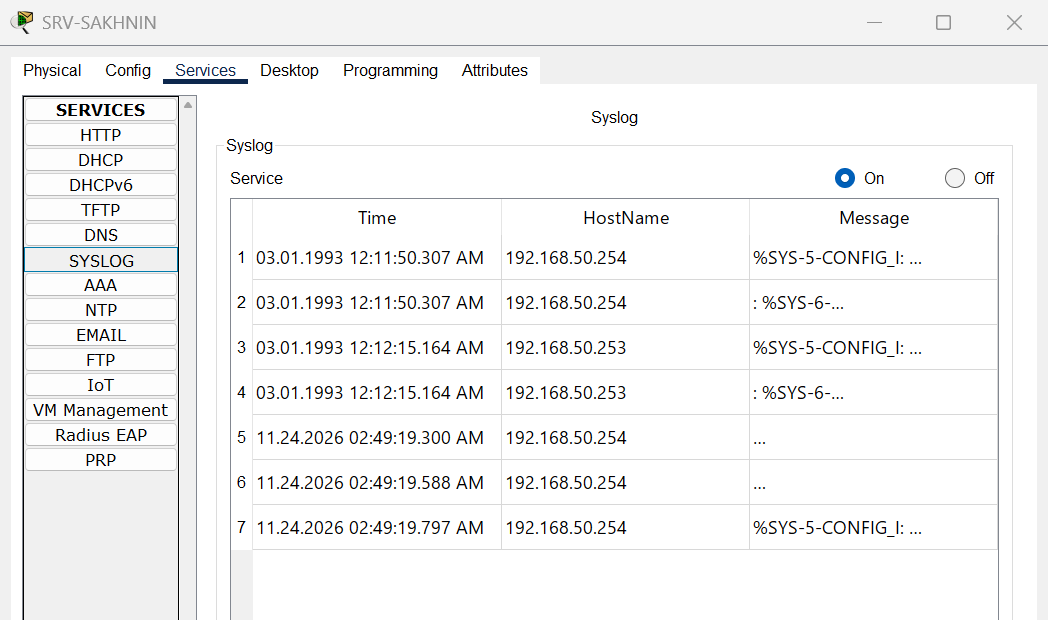 SRV-SAKHNIN
Physical Config Services Desktop Programming Attributes
SERVICES
HTTP
DHCP
DHCPv6
TFTP
DNS
SYSLOG
AAA
NTP
EMAIL
FTP
IoT
VM Management
Radius EAP
PRP
Syslog
Syslog
Service On Off
Time HostName Message
1 03.01.1993 12:11:50.307 AM 192.168.50.254 %SYS-5-CONFIG_I: ...
2 03.01.1993 12:11:50.307 AM 192.168.50.254 : %SYS-6-...
3 03.01.1993 12:12:15.164 AM 192.168.50.253 %SYS-5-CONFIG_I: ...
4 03.01.1993 12:12:15.164 AM 192.168.50.253 : %SYS-6-...
5 11.24.2026 02:49:19.300 AM 192.168.50.254 ...
6 11.24.2026 02:49:19.588 AM 192.168.50.254 ...
7 11.24.2026 02:49:19.797 AM 192.168.50.254 %SYS-5-CONFIG_I: ...